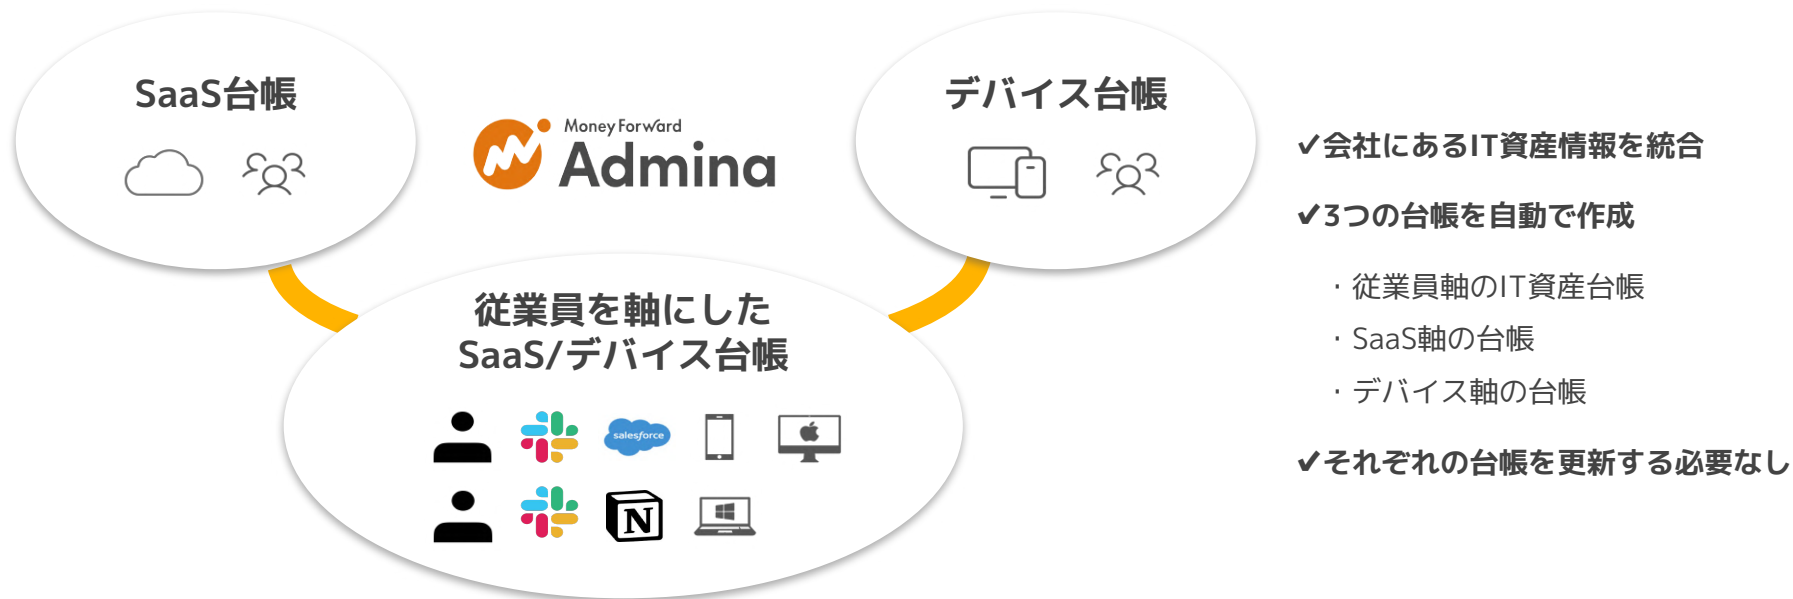 SaaS台帳
Money Forward
Admina
デバイス台帳
従業員を軸にした
SaaS/デバイス台帳
salesforce
N
✔会社にあるIT資産情報を統合
✔3つの台帳を自動で作成
・従業員軸のIT資産台帳
・SaaS軸の台帳
・デバイス軸の台帳
✔それぞれの台帳を更新する必要なし